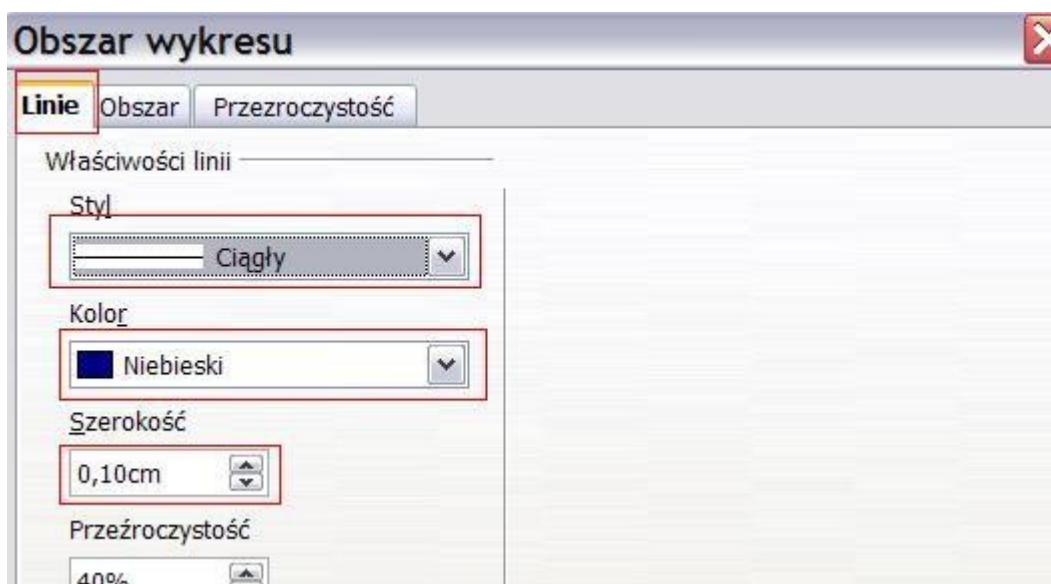 Obszar wykresu
Linie Obszar Przezroczystość
Właściwości linii
Styl
Ciągły
Kolor
Niebieski
Szerokość
0,10cm
Przeźroczystość
40%